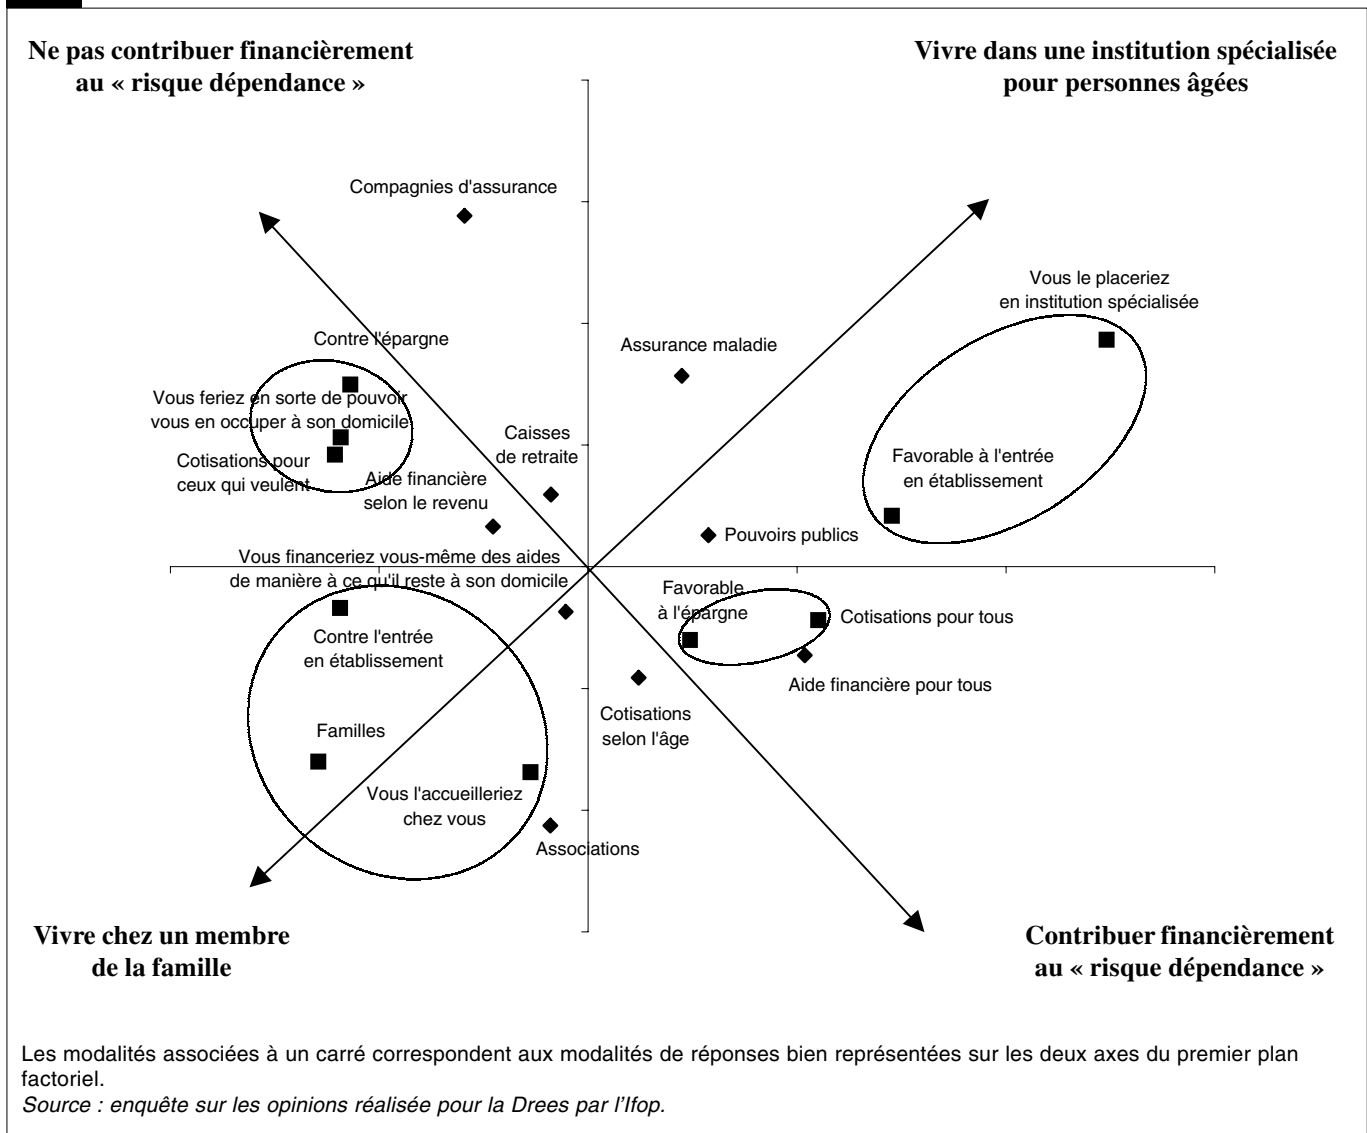 Ne pas contribuer financièrement
au « risque dépendance »
Vivre dans une institution spécialisée
pour personnes âgées
Compagnies d'assurance
Vous le placeriez
en institution spécialisée
Contre l'épargne
Assurance maladie
Vous feriez en sorte de pouvoir
vous en occuper à son domicile
Caisses
de retraite
Cotisations pour
ceux qui veulent
Aide financière
selon le revenu
Favorable à l'entrée
en établissement
Pouvoirs publics
Vous financeriez vous-même des aides
de manière à ce qu'il reste à son domicile
Favorable
à l'épargne
Cotisations pour tous
Contre l'entrée
en établissement
Aide financière pour tous
Cotisations
selon l'âge
Familles
Vous l'accueilleriez
chez vous
Associations
Vivre chez un membre
de la famille
Contribuer financièrement
au « risque dépendance »
Les modalités associées à un carré correspondent aux modalités de réponses bien représentées sur les deux axes du premier plan
factoriel.
Source : enquête sur les opinions réalisée pour la Drees par l'Ifop.